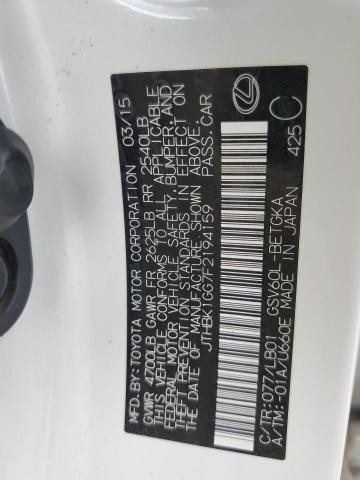 MFD. BY: TOYOTA MOTOR CORPORATION 03/15
GVWR 4700LB GAWR FR 2625LB RR 2540LB
THIS VEHICLE CONFORMS TO ALL APPLICABLE
FEDERAL MOTOR VEHICLE SAFETY, BUMPER, AND
THEFT PREVENTION STANDARDS IN EFFECT ON
THE DATE OF MANUFACTURE SHOWN ABOVE.
JTHBK1GG7F2194159 PASS. CAR
C/TR: 077/LB01 GSV60L -BETGKA
A/TM: -01A/U660E MADE IN JAPAN 425 C